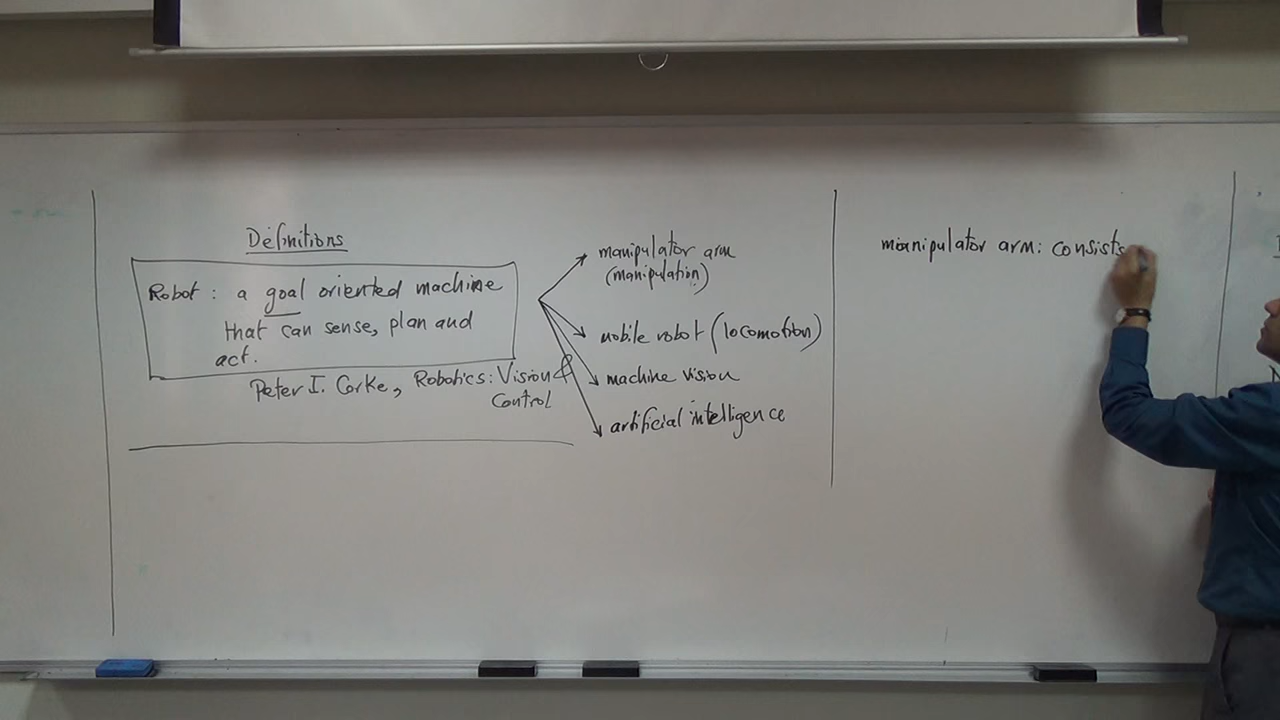 Definitions
Robot : a goal oriented machine
that can sense, plan and
act.
Peter I. Corke, Robotics: Vision &
Control
manipulator arm
(manipulation)
mobile robot (locomotion)
machine vision
artificial intelligence
manipulator arm: consists